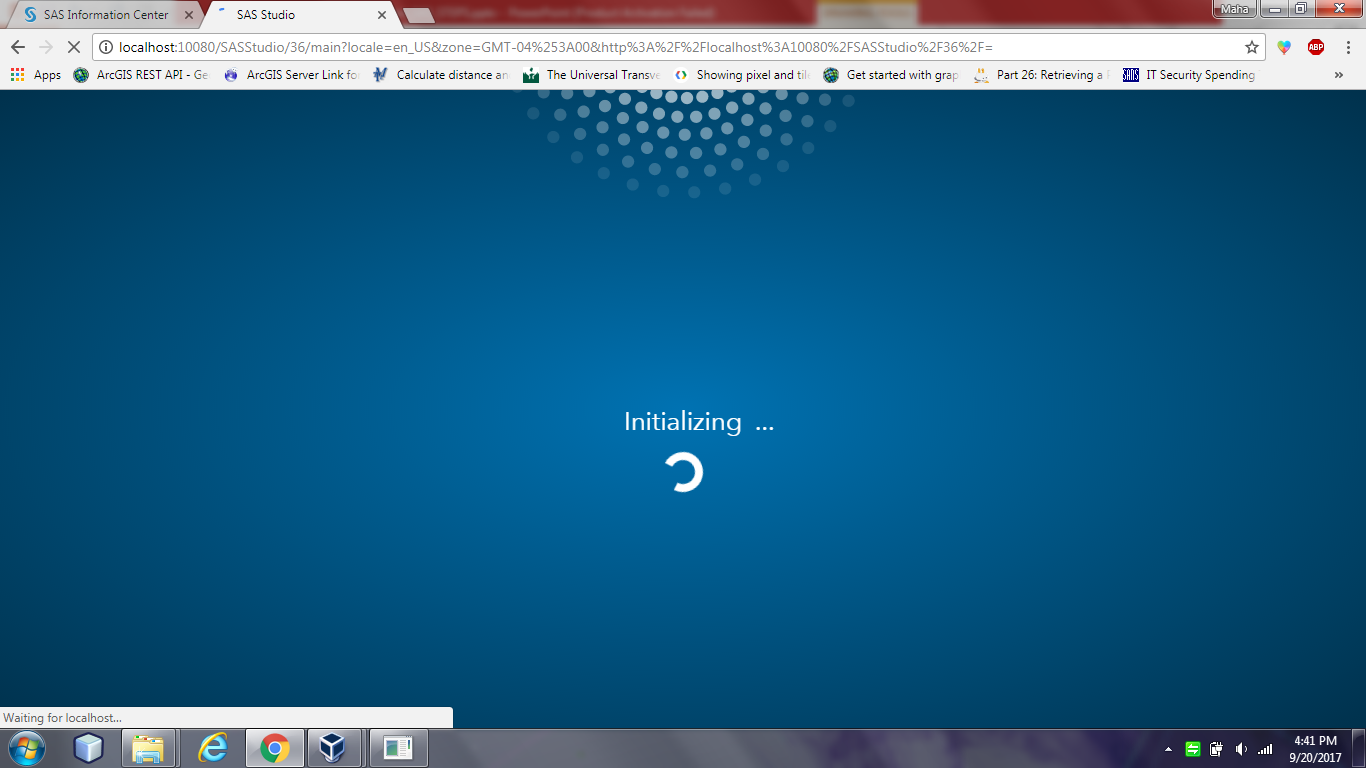 SAS Information Center
SAS Studio
Maha
localhost:10080/SASStudio/36/main?locale=en_US&zone=GMT-04%253A00&http%3A%2F%2Flocalhost%3A10080%2FSASStudio%2F36%2F=
ABP
Apps
ArcGIS REST API - Ge
ArcGIS Server Link fo
Calculate distance an
The Universal Transve
Showing pixel and tile
Get started with grap
Part 26: Retrieving a
SANS
IT Security Spending
»
Initializing ...
Waiting for localhost...
4:41 PM
9/20/2017